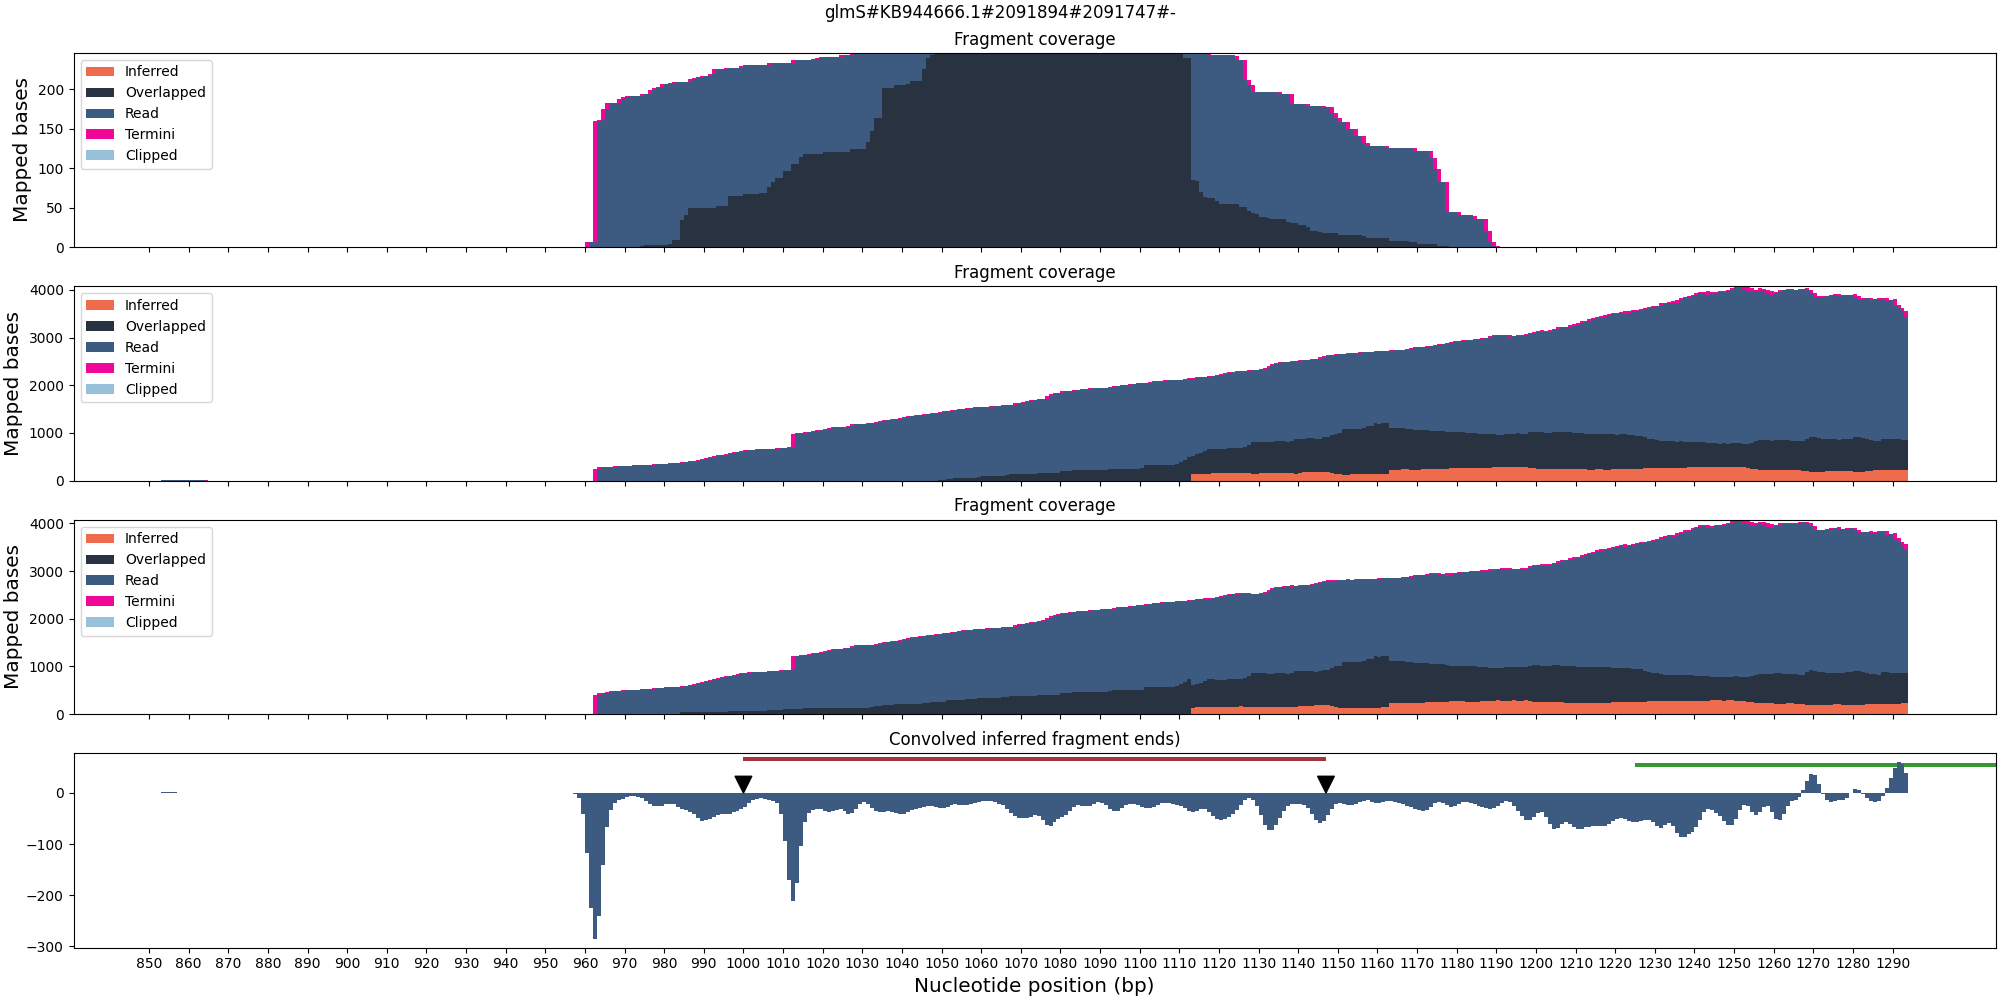 glmS#KB944666.1#2091894#2091747#-
Fragment coverage
Mapped bases
200
150
100
50
0
Inferred
Overlapped
Read
Termini
Clipped
Fragment coverage
Mapped bases
4000
3000
2000
1000
0
Inferred
Overlapped
Read
Termini
Clipped
Fragment coverage
Mapped bases
4000
3000
2000
1000
0
Inferred
Overlapped
Read
Termini
Clipped
Convolved inferred fragment ends)
0
−100
−200
−300
850 860 870 880 890 900 910 920 930 940 950 960 970 980 990 1000 1010 1020 1030 1040 1050 1060 1070 1080 1090 1100 1110 1120 1130 1140 1150 1160 1170 1180 1190 1200 1210 1220 1230 1240 1250 1260 1270 1280 1290
Nucleotide position (bp)